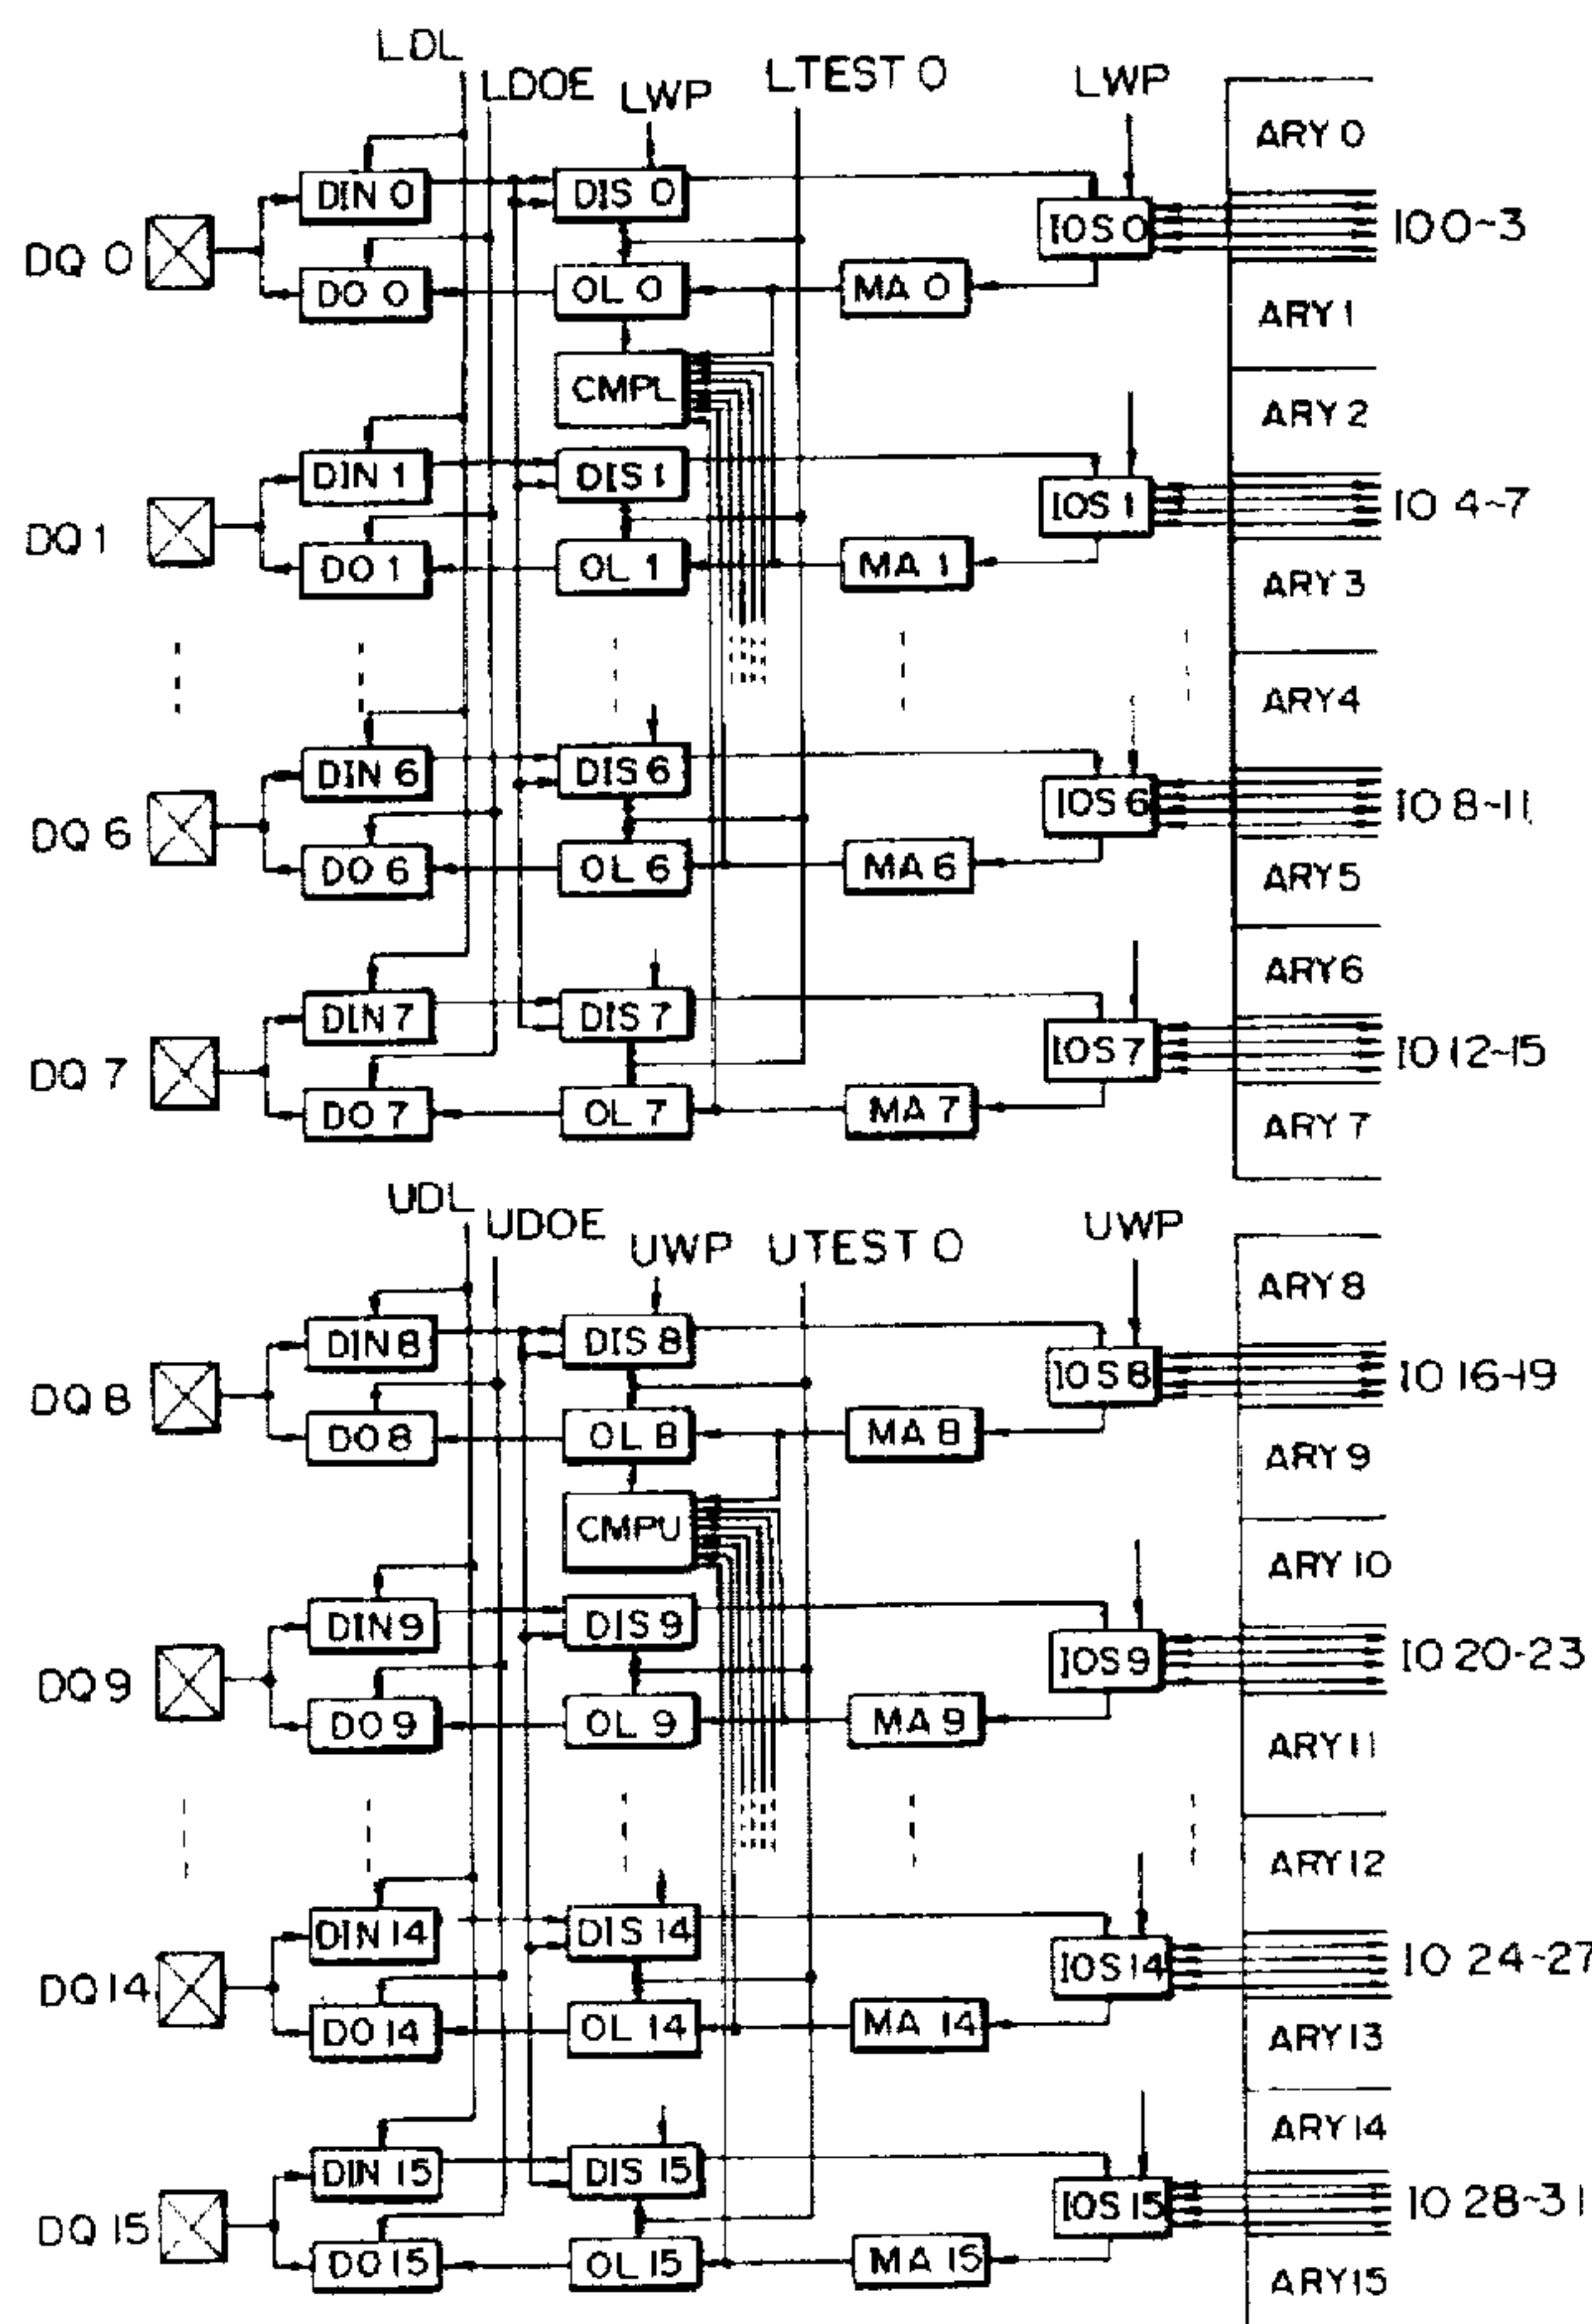 LDL
LDOE
LWP
LTEST 0
LWP
ARY 0
DIN 0
DIS 0
DQ 0
IOS 0
IO 0~3
DO 0
OL 0
MA 0
ARY 1
CMPL
ARY 2
DIN 1
DIS 1
DQ 1
IOS 1
IO 4~7
DO 1
OL 1
MA 1
ARY 3
ARY 4
DIN 6
DIS 6
DQ 6
IOS 6
IO 8~11
DO 6
OL 6
MA 6
ARY 5
ARY 6
DIN 7
DIS 7
DQ 7
IOS 7
IO 12~15
DO 7
OL 7
MA 7
ARY 7
UDL
UDOE
UWP
UTEST 0
UWP
ARY 8
DIN 8
DIS 8
DQ 8
IOS 8
IO 16~19
DO 8
OL 8
MA 8
ARY 9
CMPU
ARY 10
DIN 9
DIS 9
DQ 9
IOS 9
IO 20-23
DO 9
OL 9
MA 9
ARY 11
ARY 12
DIN 14
DIS 14
DQ 14
IOS 14
IO 24~27
DO 14
OL 14
MA 14
ARY 13
ARY 14
DIN 15
DIS 15
DQ 15
IOS 15
IO 28~31
DO 15
OL 15
MA 15
ARY 15